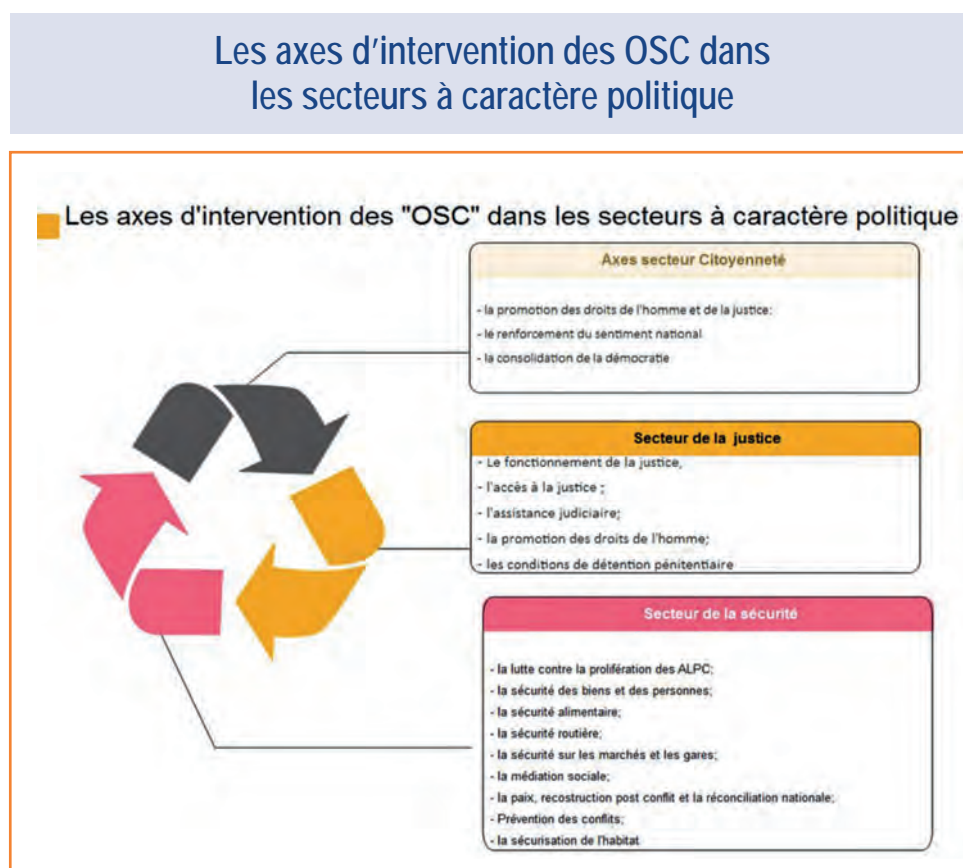 Les axes d’intervention des OSC dans
les secteurs à caractère politique
Les axes d'intervention des "OSC" dans les secteurs à caractère politique
Axes secteur Citoyenneté
- la promotion des droits de l'homme et de la justice;
- le renforcement du sentiment national
- la consolidation de la démocratie
Secteur de la justice
- Le fonctionnement de la justice,
- l'accès à la justice ;
- l'assistance judiciaire;
- la promotion des droits de l'homme;
- les conditions de détention pénitentiaire
Secteur de la sécurité
- la lutte contre la prolifération des ALPC;
- la sécurité des biens et des personnes;
- la sécurité alimentaire;
- la sécurité routière;
- la sécurité sur les marchés et les gares;
- la médiation sociale;
- la paix, recostruction post conflit et la réconciliation nationale;
- Prévention des conflits;
- la sécurisation de l'habitat